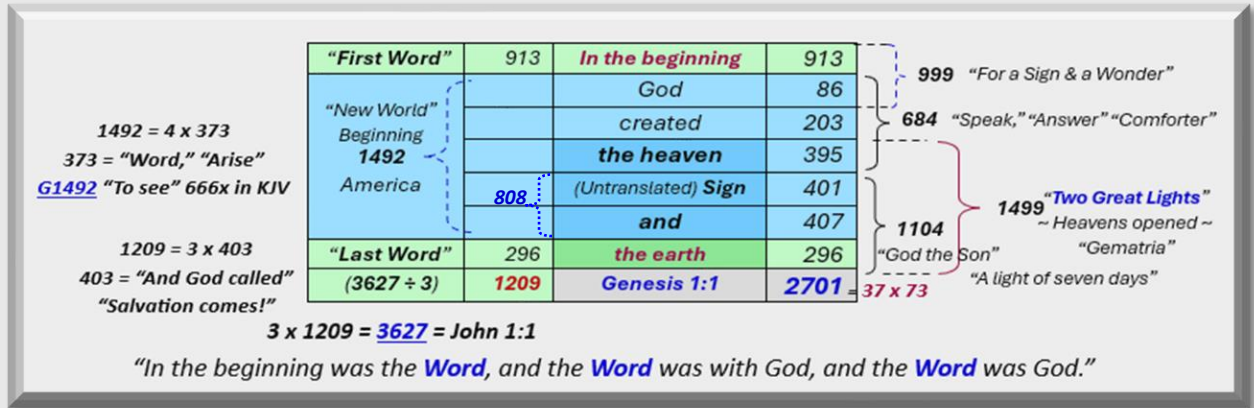 “First Word” 913 In the beginning 913
God 86
created 203
the heaven 395
(Untranslated) Sign 401
and 407
“Last Word” 296 the earth 296
(3627 ÷ 3) 1209 Genesis 1:1 2701 = 37 x 73
“New World”
Beginning
1492
America
808
1492 = 4 x 373
373 = “Word,” “Arise”
G1492 “To see” 666x in KJV
1209 = 3 x 403
403 = “And God called”
“Salvation comes!”
999 “For a Sign & a Wonder”
684 “Speak,” “Answer” “Comforter”
1499 “Two Great Lights”
~ Heavens opened ~
“Gematria”
1104
“God the Son”
“A light of seven days”
3 x 1209 = 3627 = John 1:1
“In the beginning was the Word, and the Word was with God, and the Word was God.”